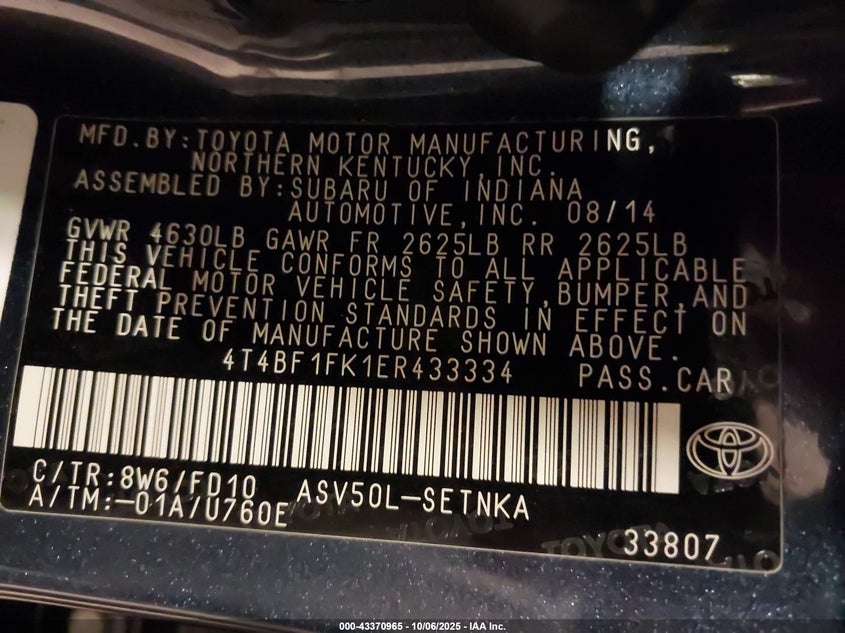 MFD.BY:TOYOTA MOTOR MANUFACTURING,
NORTHERN KENTUCKY,INC.
ASSEMBLED BY:SUBARU OF INDIANA
AUTOMOTIVE,INC. 08/14
GVWR 4630LB GAWR FR 2625LB RR 2625LB
THIS VEHICLE CONFORMS TO ALL APPLICABLE
FEDERAL MOTOR VEHICLE SAFETY,BUMPER,AND
THEFT PREVENTION STANDARDS IN EFFECT ON
THE DATE OF MANUFACTURE SHOWN ABOVE.
4T4BF1FK1ER433334 PASS.CAR
C/TR:8W6/FD10 ASV50L-SETNKA
A/TM:-01A/U760E
33807
000-43370965 - 10/06/2025 - IAA Inc.